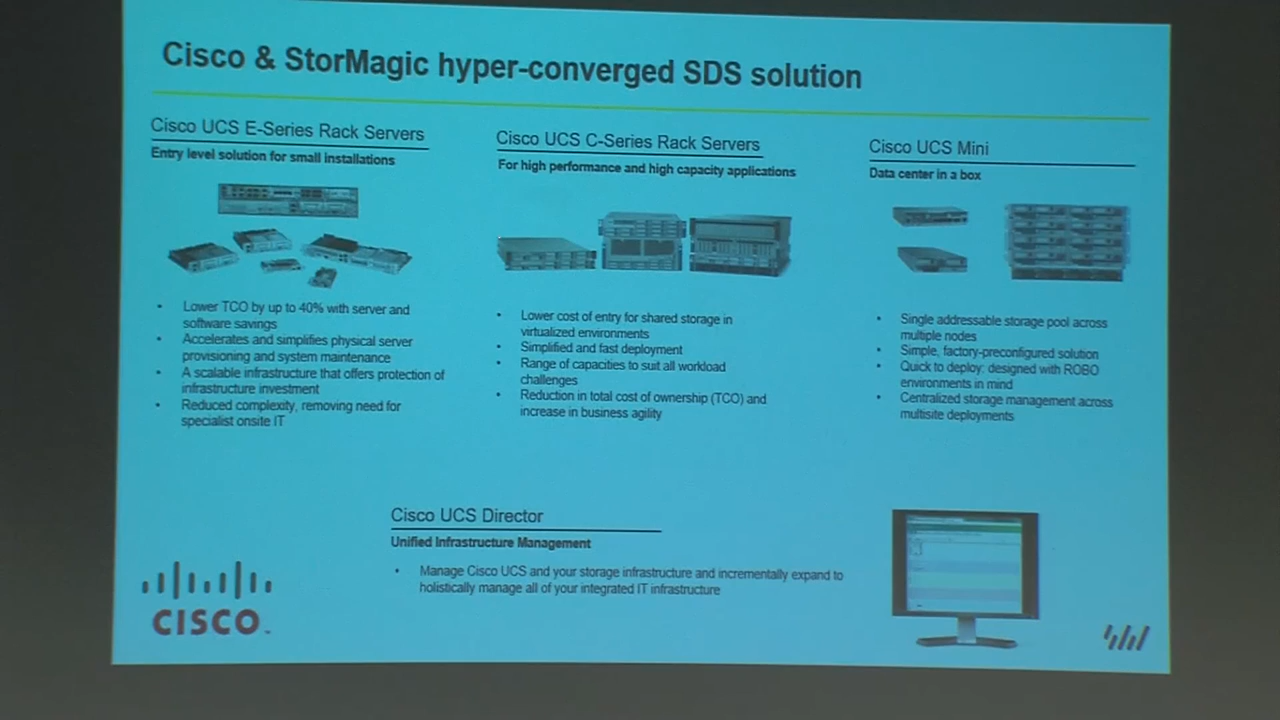 Cisco & StorMagic hyper-converged SDS solution
Cisco UCS E-Series Rack Servers
Entry level solution for small installations
• Lower TCO by up to 40% with server and
software savings
• Accelerates and simplifies physical server
provisioning and system maintenance
• A scalable infrastructure that offers protection of
infrastructure investment
• Reduced complexity, removing need for
specialist onsite IT
Cisco UCS C-Series Rack Servers
For high performance and high capacity applications
• Lower cost of entry for shared storage in
virtualized environments
• Simplified and fast deployment
• Range of capacities to suit all workload
challenges
• Reduction in total cost of ownership (TCO) and
increase in business agility
Cisco UCS Mini
Data center in a box
• Single addressable storage pool across
multiple nodes
• Simple, factory-preconfigured solution
• Quick to deploy: designed with ROBO
environments in mind
• Centralized storage management across
multisite deployments
Cisco UCS Director
Unified Infrastructure Management
• Manage Cisco UCS and your storage infrastructure and incrementally expand to
holistically manage all of your integrated IT infrastructure
CISCO